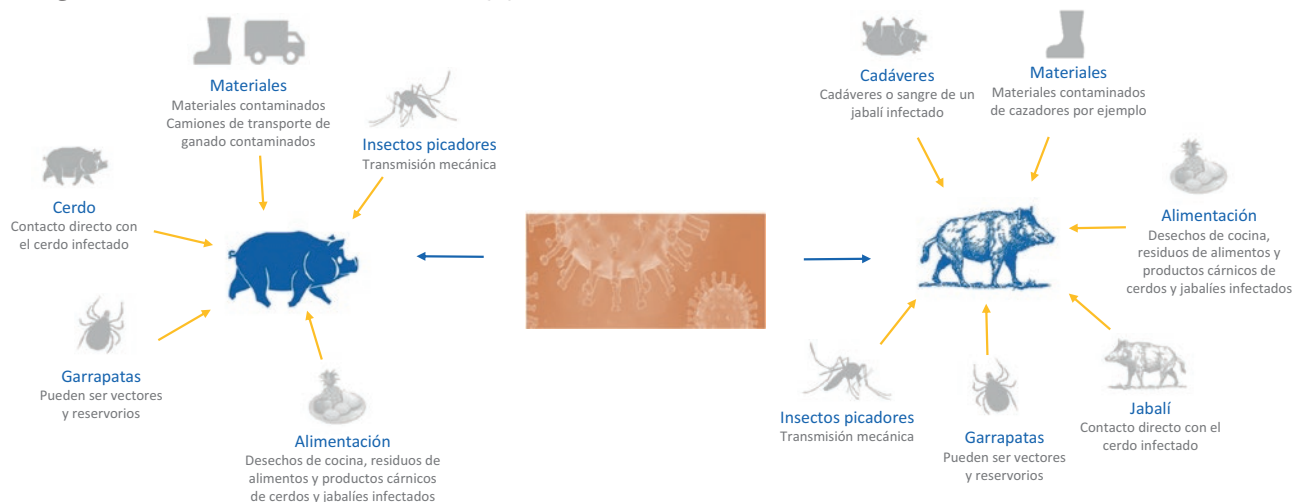 Materiales
Materiales contaminados
Camiones de transporte de
ganado contaminados
Insectos picadores
Transmisión mecánica
Cerdo
Contacto directo con
el cerdo infectado
Garrapatas
Pueden ser vectores
y reservorios
Alimentación
Desechos de cocina, residuos de
alimentos y productos cárnicos
de cerdos y jabalíes infectados
Cadáveres
Cadáveres o sangre de un
jabalí infectado
Materiales
Materiales contaminados
de cazadores por ejemplo
Alimentación
Desechos de cocina,
residuos de alimentos y
productos cárnicos de
cerdos y jabalíes infectados
Insectos picadores
Transmisión mecánica
Garrapatas
Pueden ser vectores
y reservorios
Jabalí
Contacto directo con el
cerdo infectado